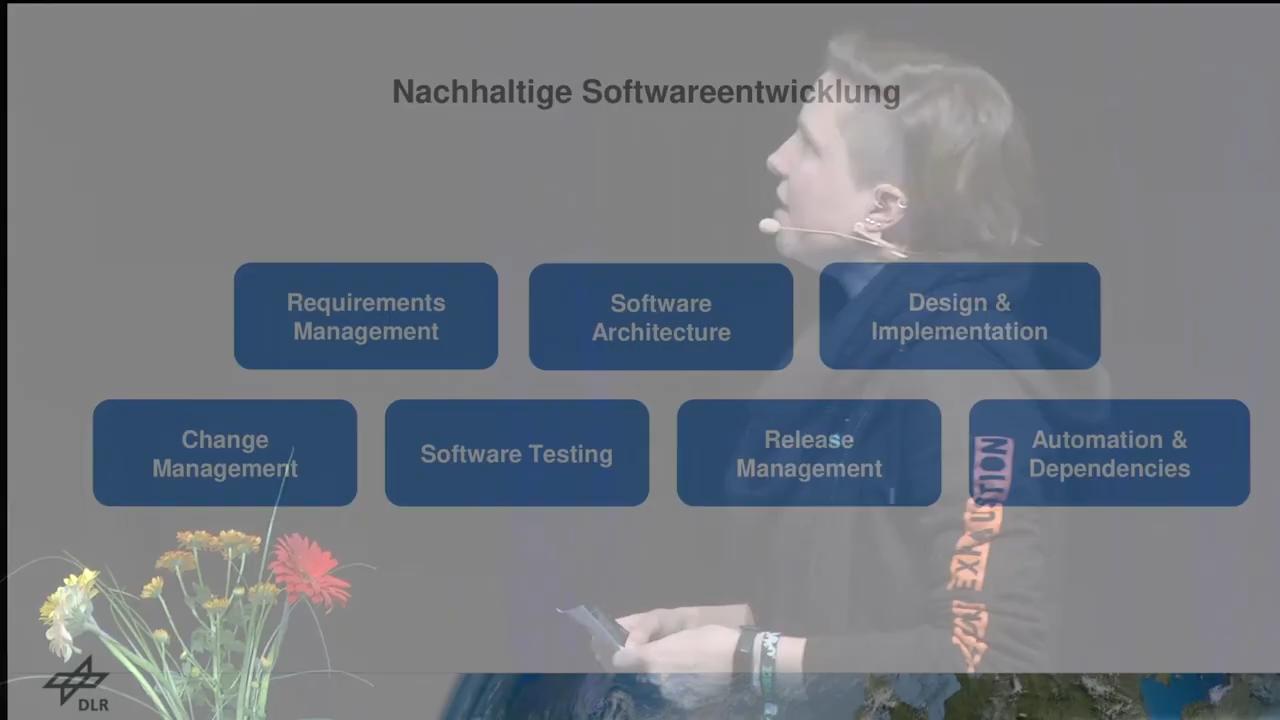 Nachhaltige Softwareentwicklung
Requirements
Management
Software
Architecture
Design &
Implementation
Change
Management
Software Testing
Release
Management
Automation &
Dependencies
DLR